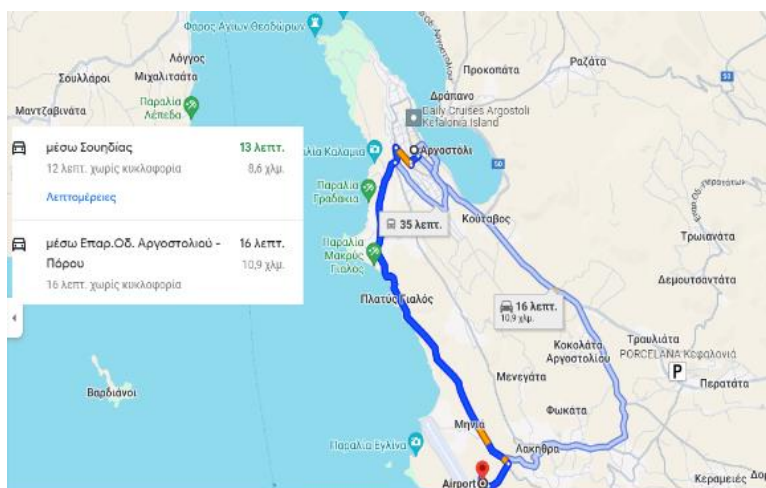 Φάρος Αγίων Θεοδώρων
Λόγγος
Μιχαλιτσάτα
Σουλλάροι
Μαντζαβινάτα
Παραλία
Λέπεδα
Προκοπάτα
Ραζάτα
50
Δράπανο
Daily Cruises Argostoli
Kefalonia Island
Αργοστόλι
50
Παραλία
Γραδάκια
Κούταβος
35 λεπτ.
Παραλία
Μακρύς
Γιαλός
Τρωιανάτα
Δεμουτσαντάτα
Πλατύς Γιαλός
16 λεπτ.
10,9 χλμ.
μέσω Σουηδίας
13 λεπτ.
12 λεπτ. χωρίς κυκλοφορία
8,6 χλμ.
Λεπτομέρειες
μέσω Επαρ.Οδ. Αργοστολιού -
Πόρου
16 λεπτ.
10,9 χλμ.
16 λεπτ. χωρίς κυκλοφορία
Κοκολάτα
Αργοστολίου
Τραυλιάτα
PORCELANA Κεφαλονιά
P
Μενεγάτα
Περατάτα
Βαρδιάνοι
Φωκάτα
Μηνιά
Λακήθρα
Παραλία Εγλίνα
Airport
Κεραμειές